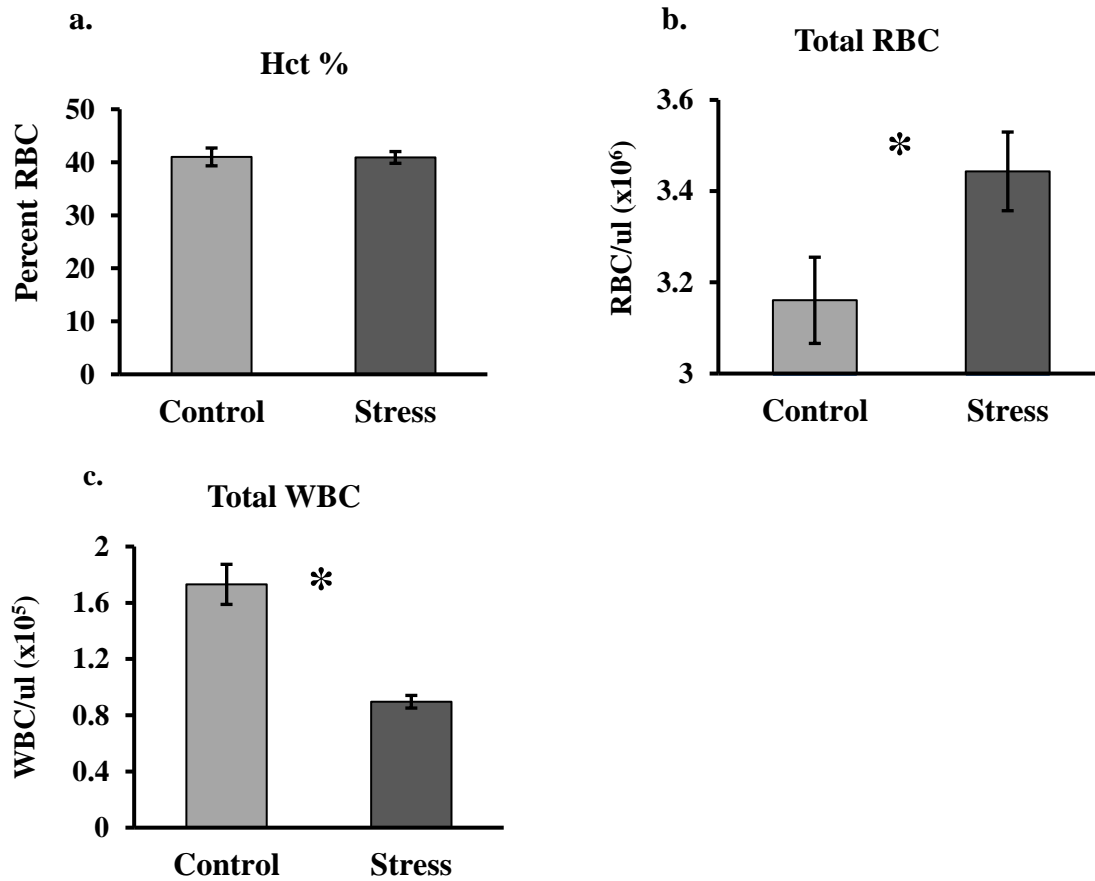 a.
Hct %
Percent RBC
50
40
30
20
10
0
Control Stress
b.
Total RBC
RBC/ul (x10⁶)
3.6
3.4
3.2
3
*
Control Stress
c.
Total WBC
WBC/ul (x10⁵)
2
1.6
1.2
0.8
0.4
0
*
Control Stress